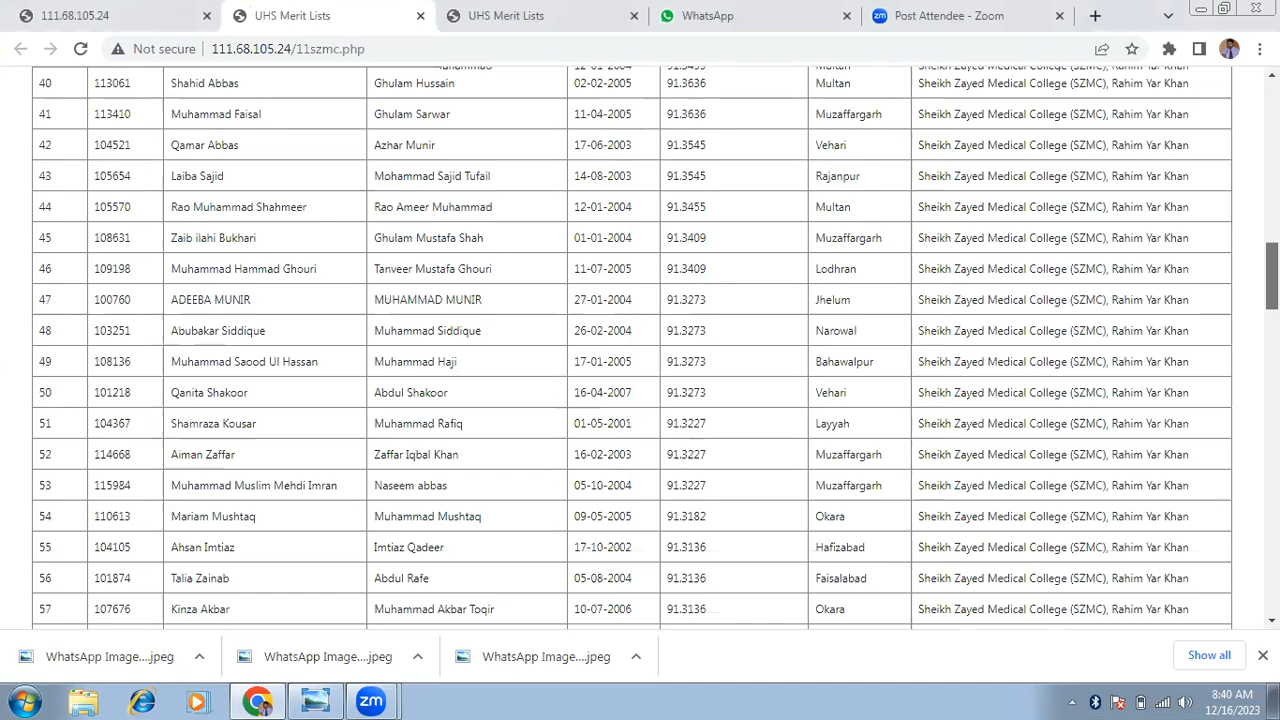 111.68.105.24 UHS Merit Lists UHS Merit Lists WhatsApp Post Attendee - Zoom
Not secure 111.68.105.24/11szmc.php
40 113061 Shahid Abbas Ghulam Hussain 02-02-2005 91.3636 Multan Sheikh Zayed Medical College (SZMC), Rahim Yar Khan
41 113410 Muhammad Faisal Ghulam Sarwar 11-04-2005 91.3636 Muzaffargarh Sheikh Zayed Medical College (SZMC), Rahim Yar Khan
42 104521 Qamar Abbas Azhar Munir 17-06-2003 91.3545 Vehari Sheikh Zayed Medical College (SZMC), Rahim Yar Khan
43 105654 Laiba Sajid Mohammad Sajid Tufail 14-08-2003 91.3545 Rajanpur Sheikh Zayed Medical College (SZMC), Rahim Yar Khan
44 105570 Rao Muhammad Shahmeer Rao Ameer Muhammad 12-01-2004 91.3455 Multan Sheikh Zayed Medical College (SZMC), Rahim Yar Khan
45 108631 Zaib ilahi Bukhari Ghulam Mustafa Shah 01-01-2004 91.3409 Muzaffargarh Sheikh Zayed Medical College (SZMC), Rahim Yar Khan
46 109198 Muhammad Hammad Ghouri Tanveer Mustafa Ghouri 11-07-2005 91.3409 Lodhran Sheikh Zayed Medical College (SZMC), Rahim Yar Khan
47 100760 ADEEBA MUNIR MUHAMMAD MUNIR 27-01-2004 91.3273 Jhelum Sheikh Zayed Medical College (SZMC), Rahim Yar Khan
48 103251 Abubakar Siddique Muhammad Siddique 26-02-2004 91.3273 Narowal Sheikh Zayed Medical College (SZMC), Rahim Yar Khan
49 108136 Muhammad Saood Ul Hassan Muhammad Haji 17-01-2005 91.3273 Bahawalpur Sheikh Zayed Medical College (SZMC), Rahim Yar Khan
50 101218 Qanita Shakoor Abdul Shakoor 16-04-2007 91.3273 Vehari Sheikh Zayed Medical College (SZMC), Rahim Yar Khan
51 104367 Shamraza Kousar Muhammad Rafiq 01-05-2001 91.3227 Layyah Sheikh Zayed Medical College (SZMC), Rahim Yar Khan
52 114668 Aiman Zaffar Zaffar Iqbal Khan 16-02-2003 91.3227 Muzaffargarh Sheikh Zayed Medical College (SZMC), Rahim Yar Khan
53 115984 Muhammad Muslim Mehdi Imran Naseem abbas 05-10-2004 91.3227 Muzaffargarh Sheikh Zayed Medical College (SZMC), Rahim Yar Khan
54 110613 Mariam Mushtaq Muhammad Mushtaq 09-05-2005 91.3182 Okara Sheikh Zayed Medical College (SZMC), Rahim Yar Khan
55 104105 Ahsan Imtiaz Imtiaz Qadeer 17-10-2002 91.3136 Hafizabad Sheikh Zayed Medical College (SZMC), Rahim Yar Khan
56 101874 Talia Zainab Abdul Rafe 05-08-2004 91.3136 Faisalabad Sheikh Zayed Medical College (SZMC), Rahim Yar Khan
57 107676 Kinza Akbar Muhammad Akbar Toqir 10-07-2006 91.3136 Okara Sheikh Zayed Medical College (SZMC), Rahim Yar Khan
WhatsApp Image....jpeg WhatsApp Image....jpeg WhatsApp Image....jpeg Show all
zm 8:40 AM
12/16/2023